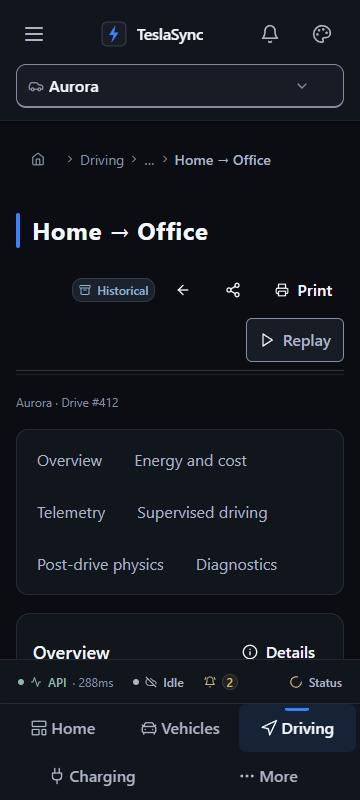 TeslaSync
Aurora
Driving ... Home → Office
Home → Office
Historical Print
Replay
Aurora · Drive #412
Overview Energy and cost
Telemetry Supervised driving
Post-drive physics Diagnostics
Overview Details
API · 288ms Idle 2 Status
Home Vehicles Driving
Charging More